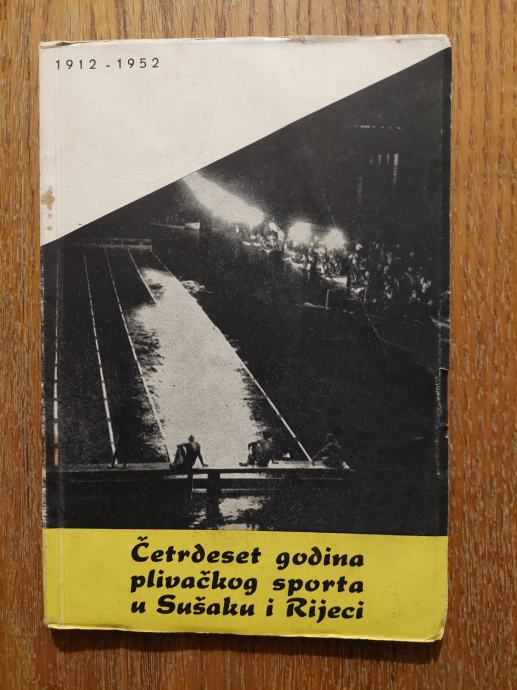 1912 - 1952
Četrdeset godina
plivačkog sporta
u Sušaku i Rijeci